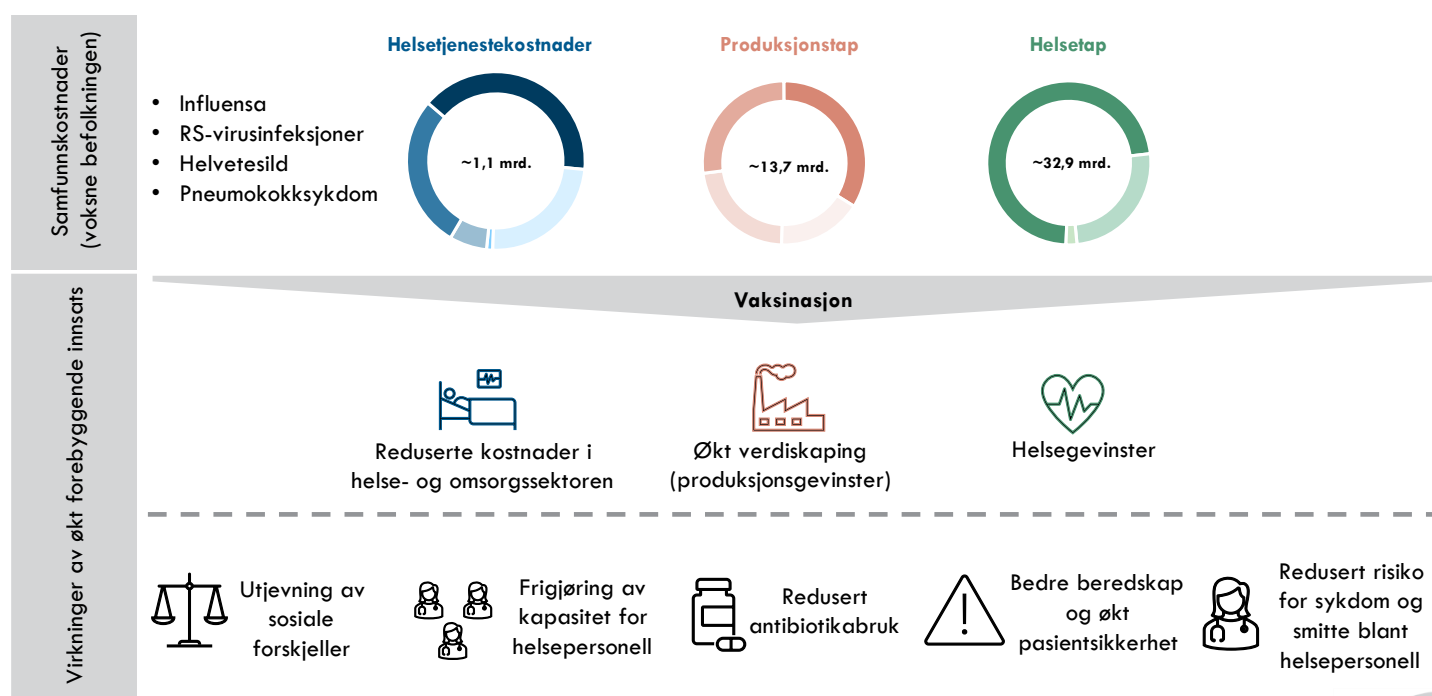 Samfunnskostnader
(voksne befolkningen)
• Influensa
• RS-virusinfeksjoner
• Helvetesild
• Pneumokokksykdom
Helsetjenestekostnader
~1,1 mrd.
Produksjonstap
~13,7 mrd.
Helsetap
~32,9 mrd.
Virkninger av økt forebyggende innsats
Vaksinasjon
Reduserte kostnader i
helse- og omsorgssektoren
Økt verdiskaping
(produksjonsgevinster)
Helsegevinster
Utjevning av
sosiale
forskjeller
Frigjøring av
kapasitet for
helsepersonell
Redusert
antibiotikabruk
Bedre beredskap
og økt
pasientsikkerhet
Redusert risiko
for sykdom og
smitte blant
helsepersonell